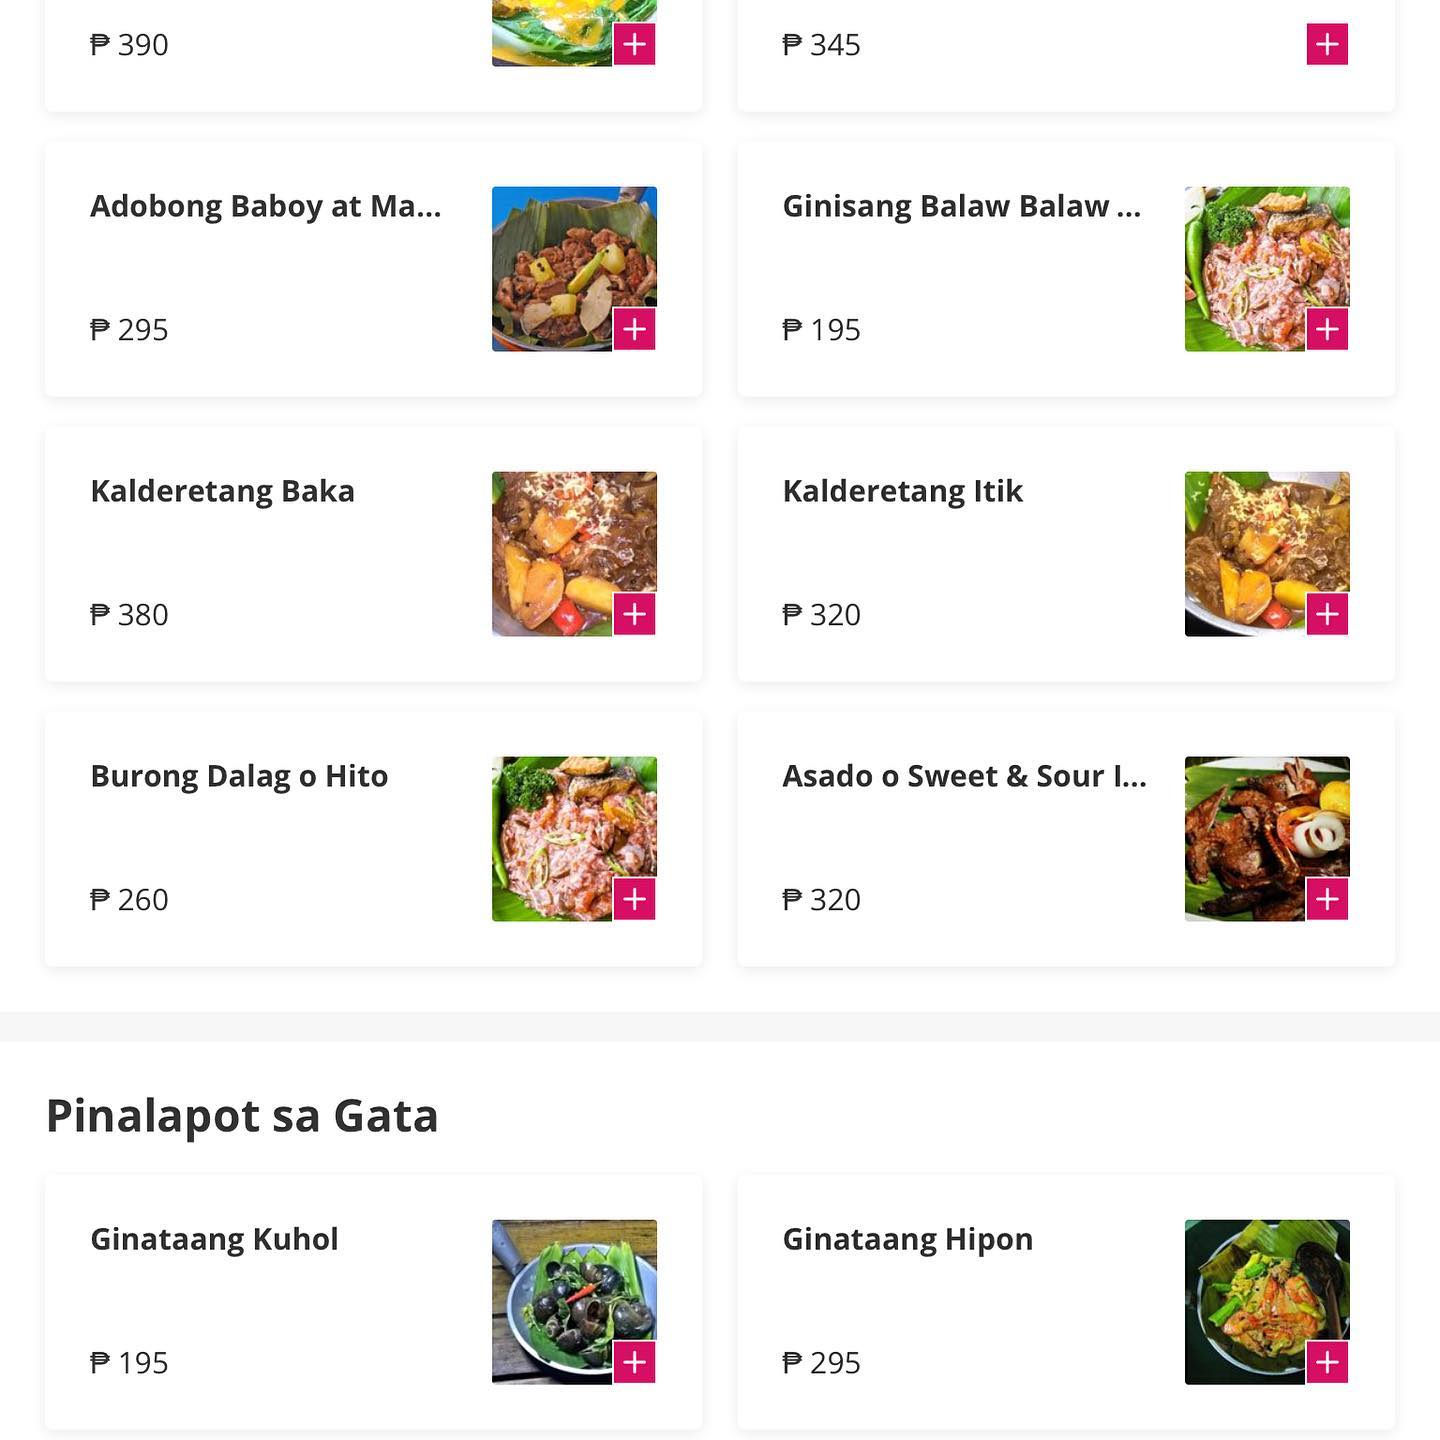 ₱ 390
₱ 345
Adobong Baboy at Ma...
Ginisang Balaw Balaw ...
₱ 295
₱ 195
Kalderetang Baka
Kalderetang Itik
₱ 380
₱ 320
Burong Dalag o Hito
Asado o Sweet & Sour I...
₱ 260
₱ 320
Pinalapot sa Gata
Ginataang Kuhol
Ginataang Hipon
₱ 195
₱ 295